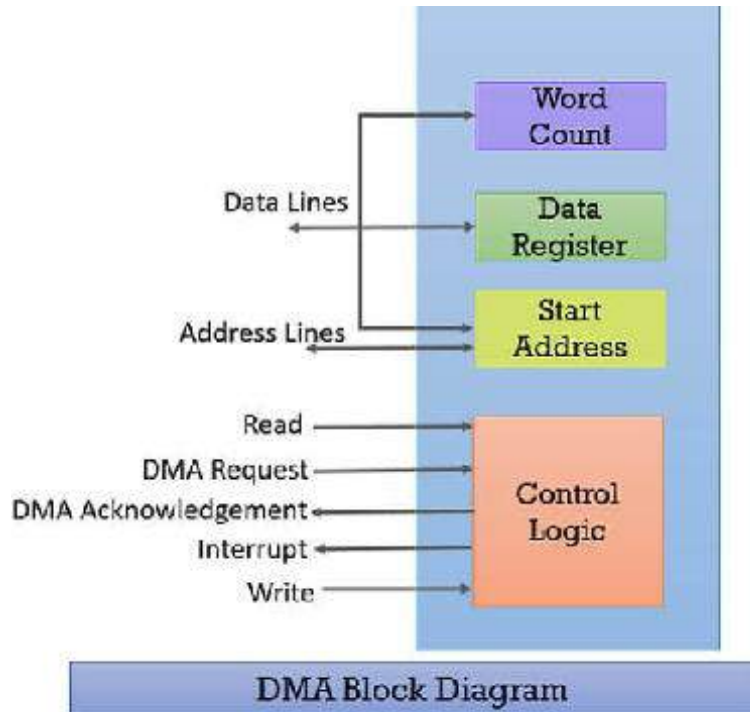 Word
Count
Data Lines
Data
Register
Address Lines
Start
Address
Read
DMA Request
DMA Acknowledgement
Interrupt
Write
Control
Logic
DMA Block Diagram